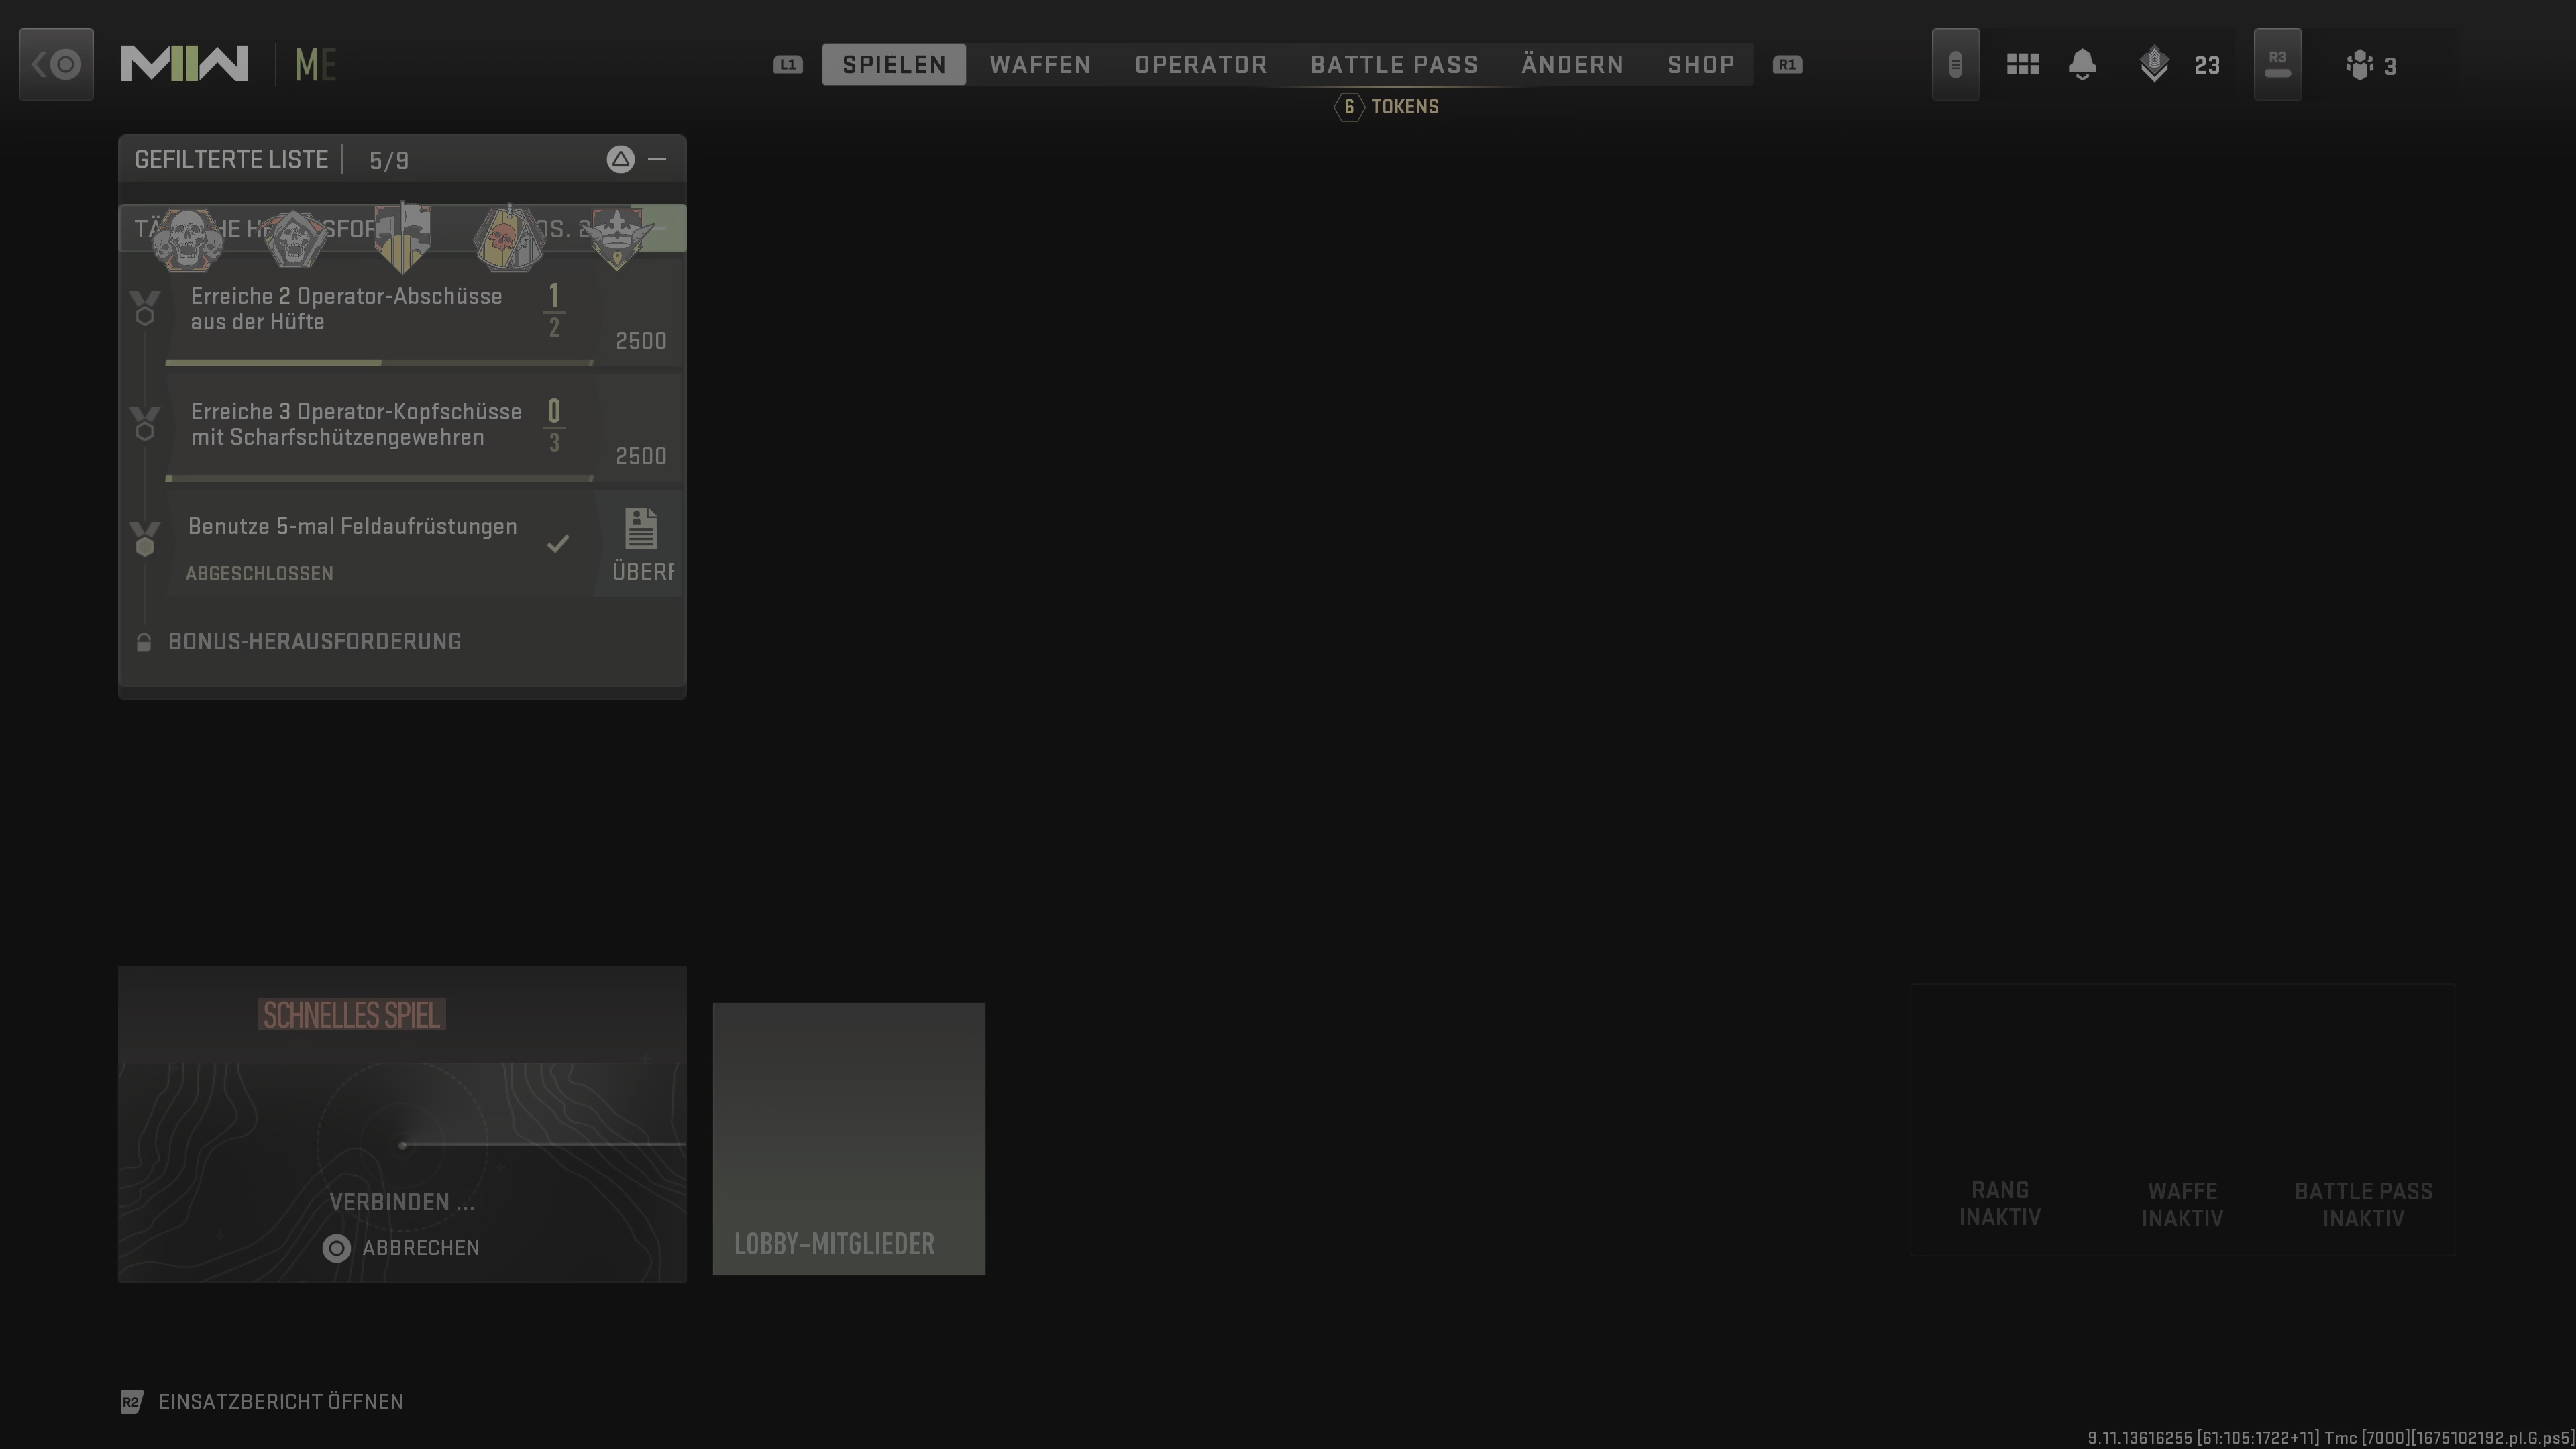 MIIW
ME
L1
SPIELEN
WAFFEN
OPERATOR
BATTLE PASS
ÄNDERN
SHOP
R1
6 TOKENS
23
R3
3
GEFILTERTE LISTE
5/9
Erreiche 2 Operator-Abschüsse
aus der Hüfte
1
2
2500
Erreiche 3 Operator-Kopfschüsse
mit Scharfschützengewehren
0
3
2500
Benutze 5-mal Feldaufrüstungen
ABGESCHLOSSEN
BONUS-HERAUSFORDERUNG
SCHNELLES SPIEL
VERBINDEN ...
ABBRECHEN
LOBBY-MITGLIEDER
RANG
INAKTIV
WAFFE
INAKTIV
BATTLE PASS
INAKTIV
R2 EINSATZBERICHT ÖFFNEN
9.11.13616255 [61:105:1722+11] Tmc [7000][1675102192.pl.G.ps5]